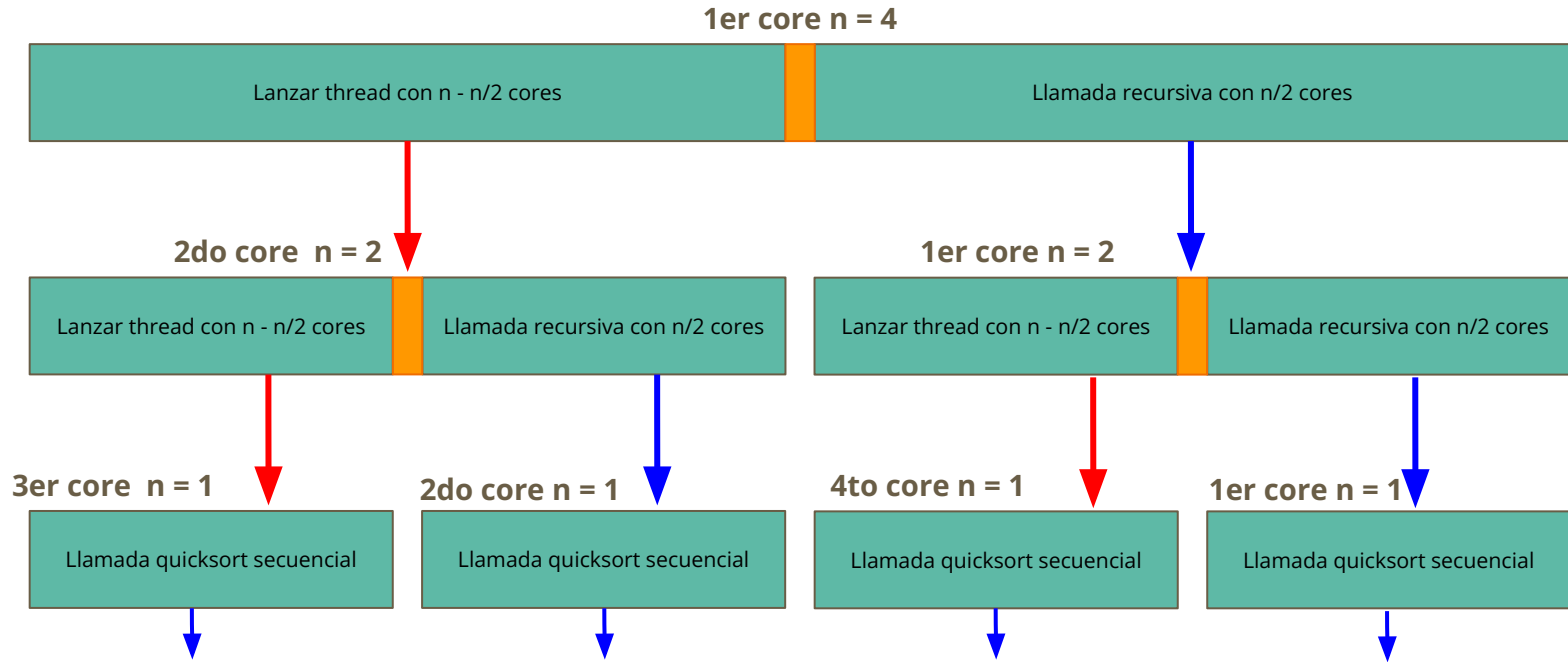 1er core n = 4
Lanzar thread con n - n/2 cores
Llamada recursiva con n/2 cores
2do core  n = 2
1er core n = 2
Lanzar thread con n - n/2 cores
Llamada recursiva con n/2 cores
Lanzar thread con n - n/2 cores
Llamada recursiva con n/2 cores
3er core  n = 1
2do core n = 1
4to core n = 1
1er core n = 1
Llamada quicksort secuencial
Llamada quicksort secuencial
Llamada quicksort secuencial
Llamada quicksort secuencial